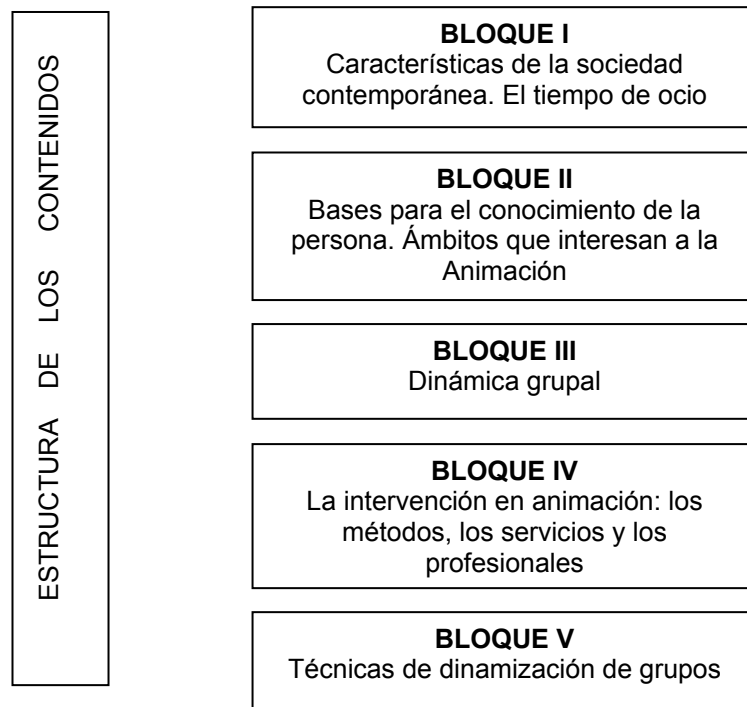 ESTRUCTURA DE LOS CONTENIDOS
BLOQUE I
Características de la sociedad
contemporánea. El tiempo de ocio
BLOQUE II
Bases para el conocimiento de la
persona. Ámbitos que interesan a la
Animación
BLOQUE III
Dinámica grupal
BLOQUE IV
La intervención en animación: los
métodos, los servicios y los
profesionales
BLOQUE V
Técnicas de dinamización de grupos